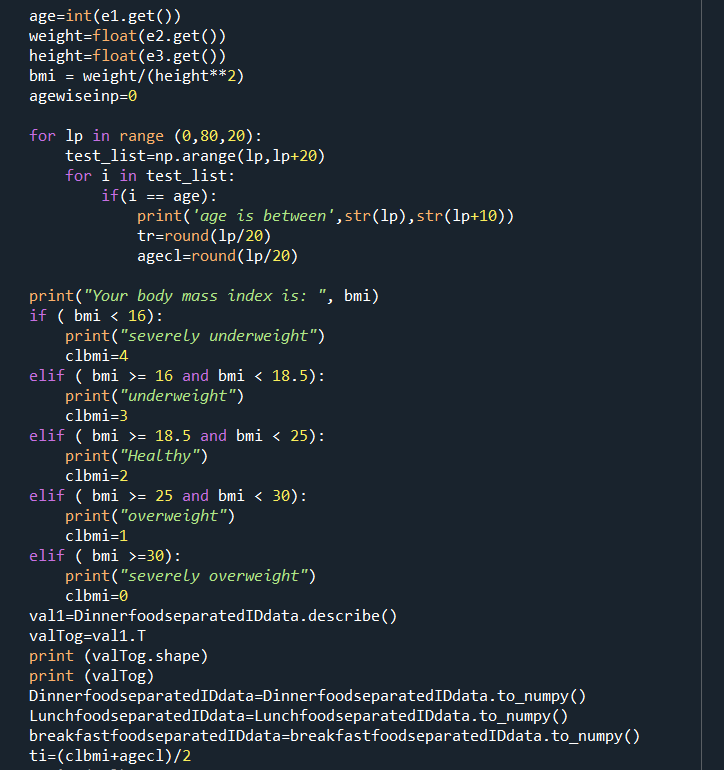 age=int(e1.get())
weight=float(e2.get())
height=float(e3.get())
bmi = weight/(height**2)
agewiseinp=0
for lp in range (0,80,20):
test_list=np.arange(lp,lp+20)
for i in test_list:
if(i == age):
print('age is between',str(lp),str(lp+10))
tr=round(lp/20)
agecl=round(lp/20)
print("Your body mass index is: ", bmi)
if ( bmi < 16):
print("severely underweight")
clbmi=4
elif ( bmi >= 16 and bmi < 18.5):
print("underweight")
clbmi=3
elif ( bmi >= 18.5 and bmi < 25):
print("Healthy")
clbmi=2
elif ( bmi >= 25 and bmi < 30):
print("overweight")
clbmi=1
elif ( bmi >=30):
print("severely overweight")
clbmi=0
val1=DinnerfoodseparatedIDdata.describe()
valTog=val1.T
print (valTog.shape)
print (valTog)
DinnerfoodseparatedIDdata=DinnerfoodseparatedIDdata.to_numpy()
LunchfoodseparatedIDdata=LunchfoodseparatedIDdata.to_numpy()
breakfastfoodseparatedIDdata=breakfastfoodseparatedIDdata.to_numpy()
ti=(clbmi+agecl)/2